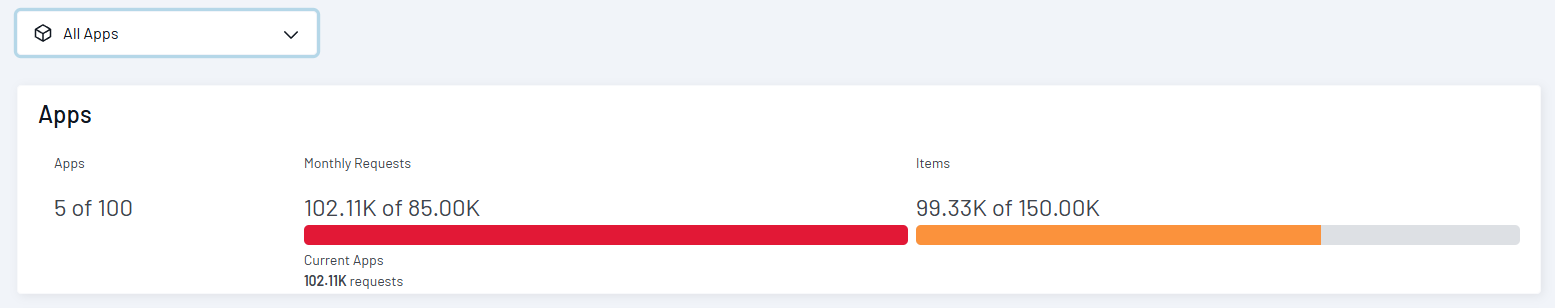 All Apps
Apps
Apps
Monthly Requests
Items
5 of 100
102.11K of 85.00K
99.33K of 150.00K
Current Apps
102.11K requests